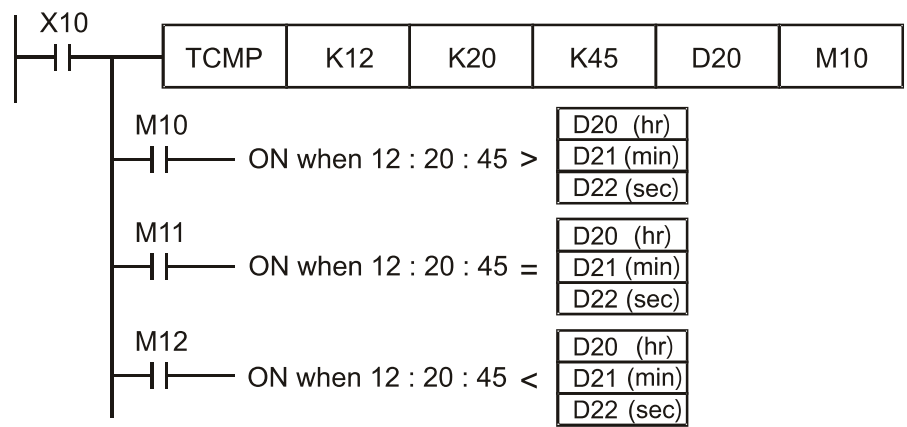 X10
TCMP K12 K20 K45 D20 M10
M10
ON when 12 : 20 : 45 >
D20 (hr)
D21 (min)
D22 (sec)
M11
ON when 12 : 20 : 45 =
D20 (hr)
D21 (min)
D22 (sec)
M12
ON when 12 : 20 : 45 <
D20 (hr)
D21 (min)
D22 (sec)